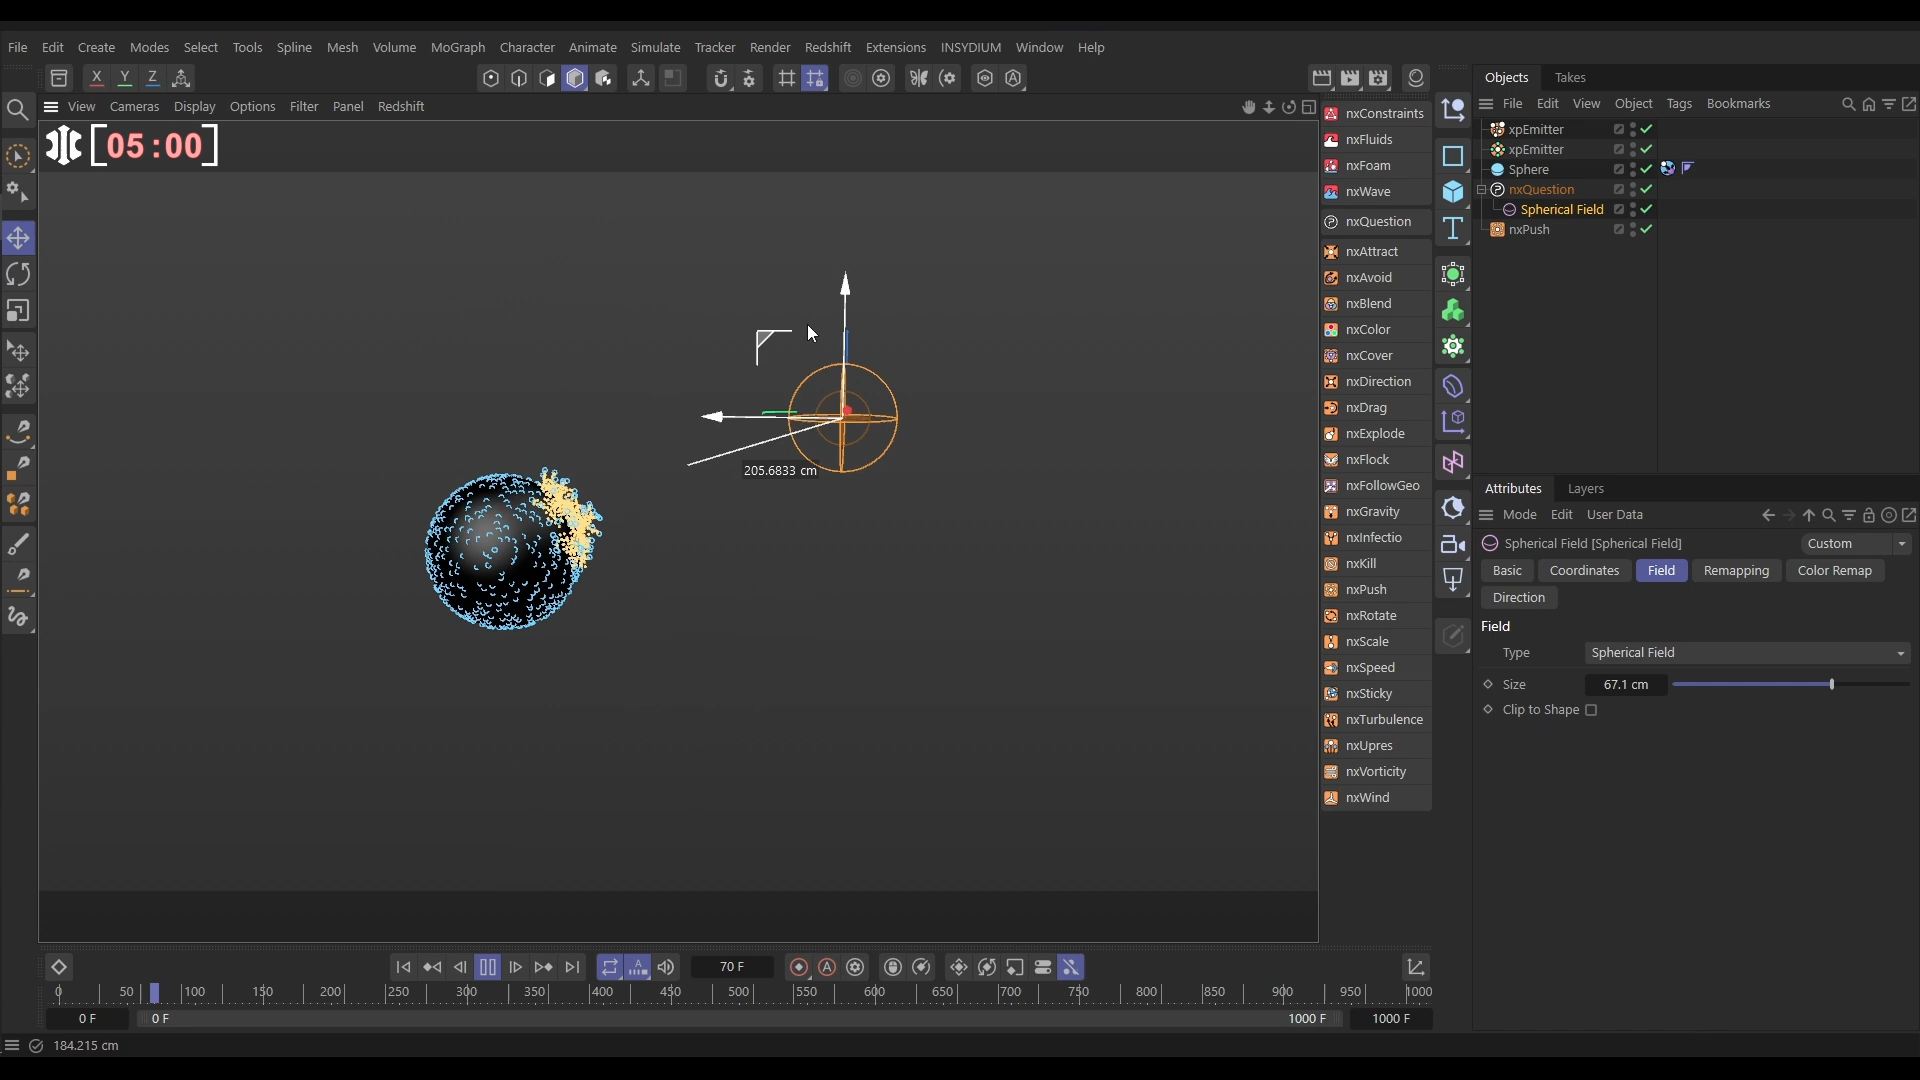 File Edit Create Modes Select Tools Spline Mesh Volume MoGraph Character Animate Simulate Tracker Render Redshift Extensions INSYDIUM Window Help
X Y Z
View Cameras Display Options Filter Panel Redshift
[05:00]
205.6833 cm
nxConstraints
nxFluids
nxFoam
nxWave
nxQuestion
nxAttract
nxAvoid
nxBlend
nxColor
nxCover
nxDirection
nxDrag
nxExplode
nxFlock
nxFollowGeo
nxGravity
nxInfectio
nxKill
nxPush
nxRotate
nxScale
nxSpeed
nxSticky
nxTurbulence
nxUpres
nxVorticity
nxWind
Objects Takes
File Edit View Object Tags Bookmarks
xpEmitter
xpEmitter
Sphere
nxQuestion
Spherical Field
nxPush
Attributes Layers
Mode Edit User Data
Spherical Field [Spherical Field] Custom
Basic Coordinates Field Mapping Color Remap
Direction
Field
Type Spherical Field
Size 67.1 cm
Clip to Shape
70 F
0 50 100 150 200 250 300 350 400 450 500 550 600 650 700 750 800 850 900 950 1000
0 F 0 F 1000 F 1000 F
184.215 cm